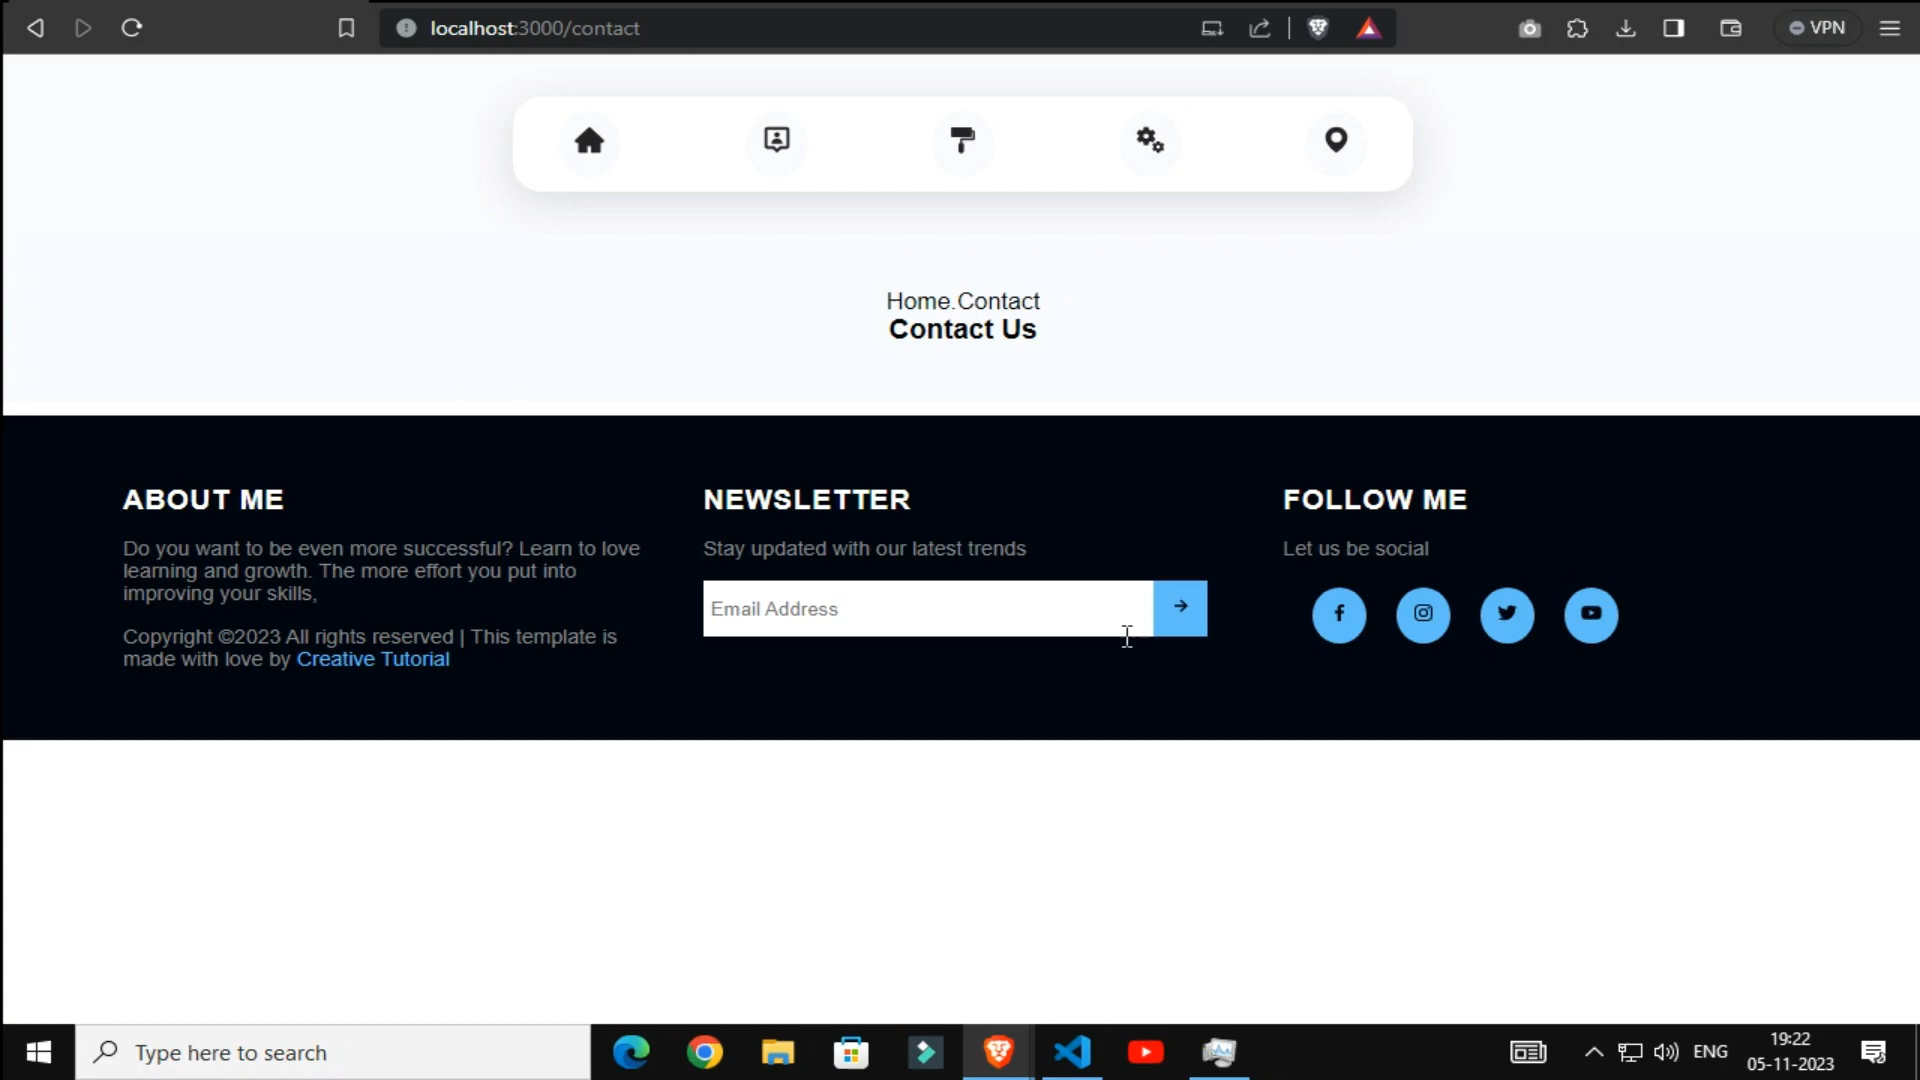 localhost:3000/contact
VPN
Home.Contact
Contact Us
ABOUT ME
Do you want to be even more successful? Learn to love
learning and growth. The more effort you put into
improving your skills,
Copyright ©2023 All rights reserved | This template is
made with love by Creative Tutorial
NEWSLETTER
Stay updated with our latest trends
Email Address
FOLLOW ME
Let us be social
Type here to search
ENG
19:22
05-11-2023